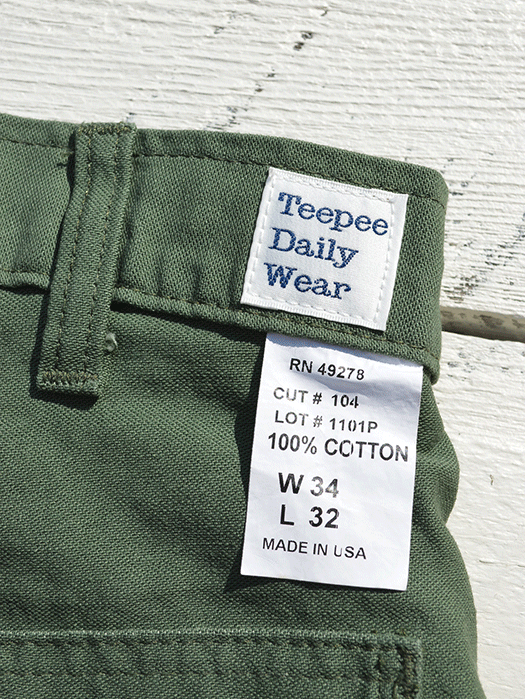 Teepee
Daily
Wear
RN 49278
CUT # 104
LOT # 1101P
100% COTTON
W 34
L 32
MADE IN USA